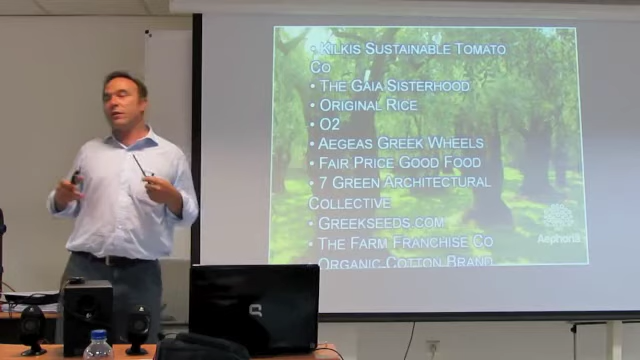 • Kilkis Sustainable Tomato
Co
• The Gaia Sisterhood
• Original Rice
• O2
• Aegeas Greek Wheels
• Fair Price Good Food
• 7 Green Architectural
Collective
• Greekseeds.com
• The Farm Franchise Co
• Organic Cotton Brand
Aephoria